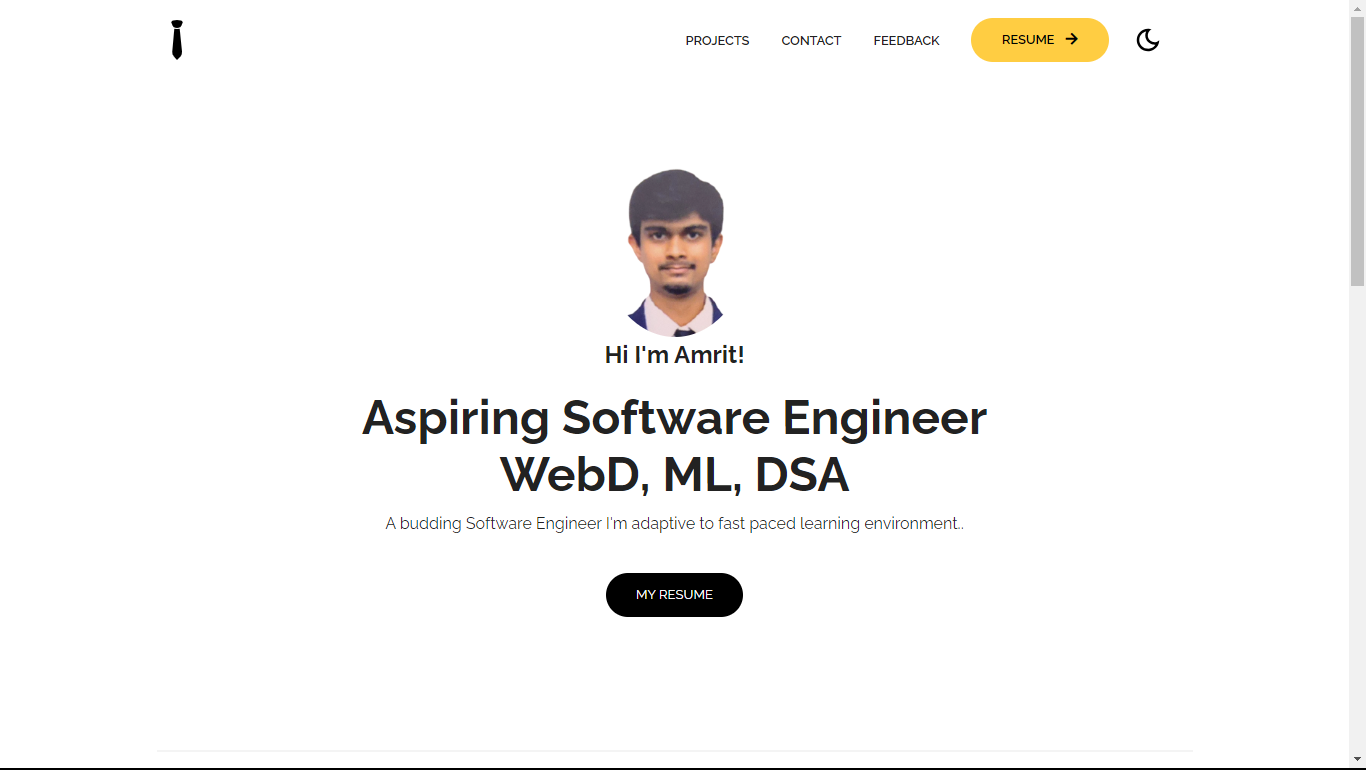 PROJECTS CONTACT FEEDBACK RESUME
Hi I'm Amrit!
Aspiring Software Engineer
WebD, ML, DSA
A budding Software Engineer I'm adaptive to fast paced learning environment..
MY RESUME